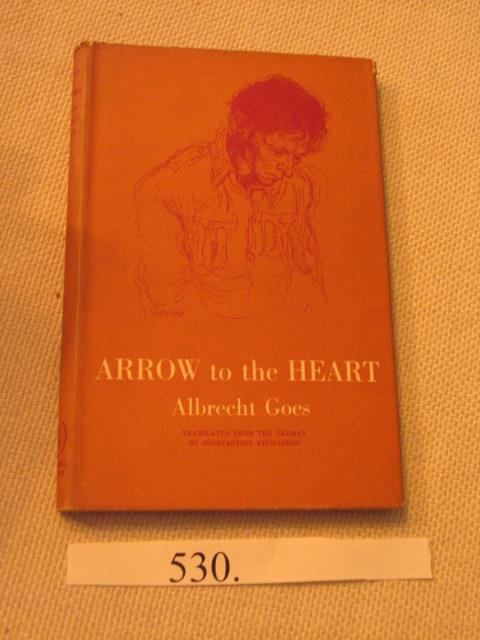 ARROW to the HEART
Albrecht Goes
TRANSLATED FROM THE GERMAN
BY CONSTANTINE FITZGIBBON
530.